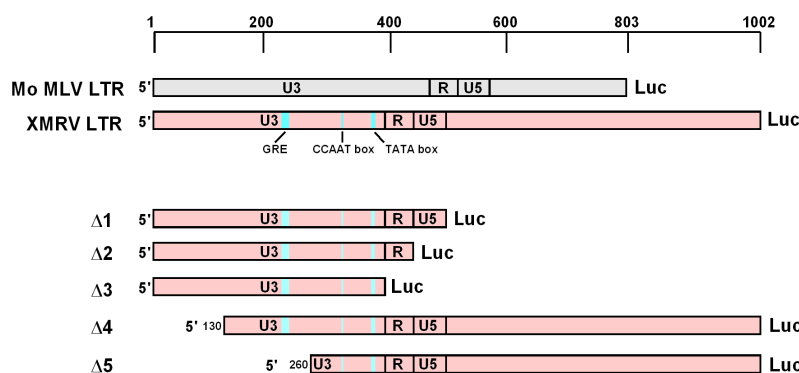 1 200 400 600 803 1002
Mo MLV LTR 5' U3 R U5 Luc
XMRV LTR 5' U3 R U5 Luc
GRE CCAAT box TATA box
Δ1 5' U3 R U5 Luc
Δ2 5' U3 R Luc
Δ3 5' U3 Luc
Δ4 5' 130 U3 R U5 Luc
Δ5 5' 260 U3 R U5 Luc